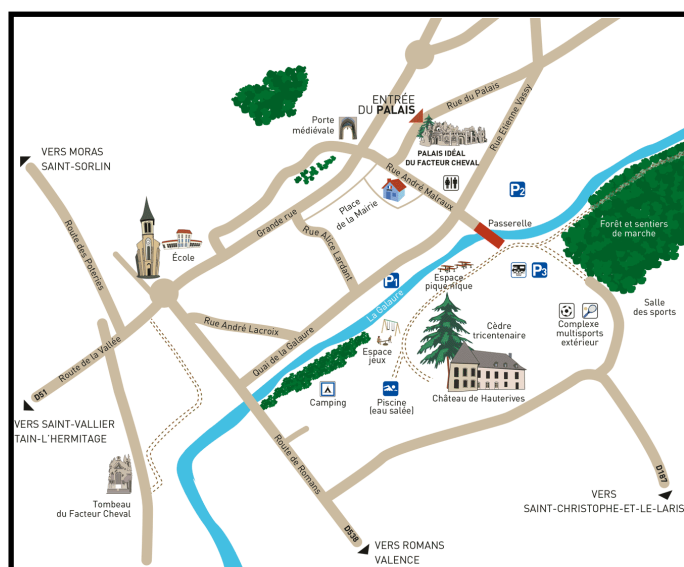 ENTRÉE
DU PALAIS
Rue du Palais
Rue Etienne Vassy
Porte
médiévale
PALAIS IDÉAL
DU FACTEUR CHEVAL
VERS MORAS
SAINT-SORLIN
Rue André Malraux
P2
Place
de la Mairie
Passerelle
Forêt et sentiers
de marche
Route des Poteries
Grande rue
Rue Alice Lardant
École
P1
Espace
pique nique
P3
La Galaure
Salle
des sports
Rue André Lacroix
Complexe
multisports
extérieur
Cèdre
tricentenaire
Quai de la Galaure
Espace
jeux
Route de la Vallée
D51
Camping
Piscine
(eau salée)
Château de Hauterives
VERS SAINT-VALLIER
TAIN-L'HERMITAGE
Route de Romans
D187
Tombeau
du Facteur Cheval
VERS
SAINT-CHRISTOPHE-ET-LE-LARIS
D538
VERS ROMANS
VALENCE